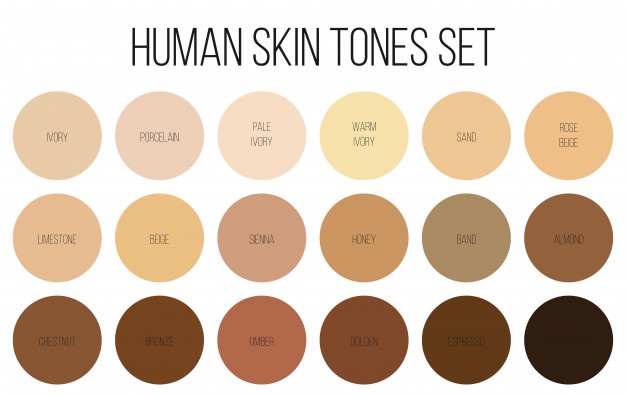 HUMAN SKIN TONES SET
IVORY
PORCELAIN
PALE
IVORY
WARM
IVORY
SAND
ROSE
BEIGE
LIMESTONE
BEIGE
SIENNA
HONEY
BAND
ALMOND
CHESTNUT
BRONZE
UMBER
GOLDEN
ESPRESSO